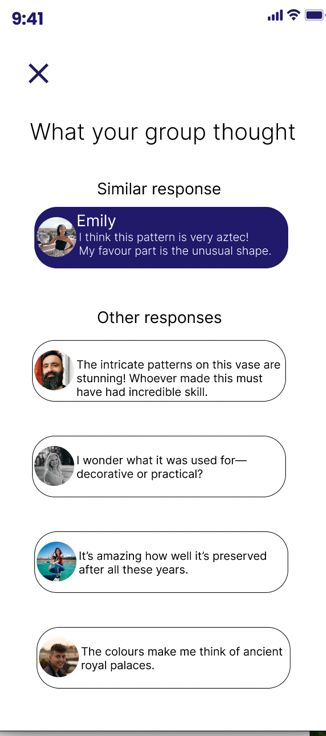 9:41
What your group thought
Similar response
Emily
I think this pattern is very aztec!
My favour part is the unusual shape.
Other responses
The intricate patterns on this vase are
stunning! Whoever made this must
have had incredible skill.
I wonder what it was used for—
decorative or practical?
It’s amazing how well it’s preserved
after all these years.
The colours make me think of ancient
royal palaces.